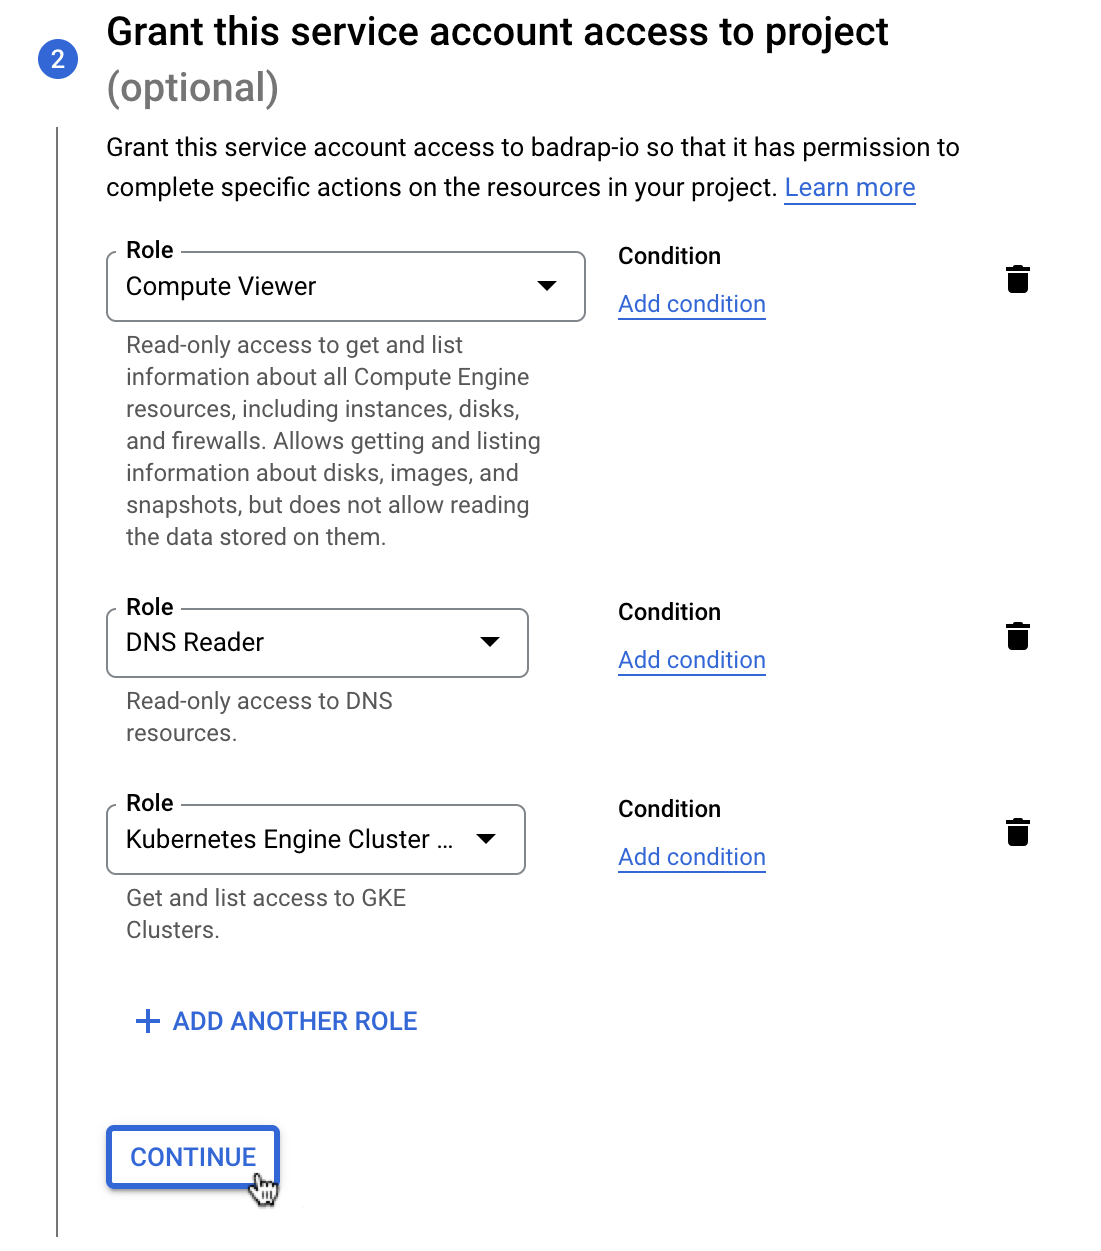 2
Grant this service account access to project
(optional)
Grant this service account access to badrap-io so that it has permission to
complete specific actions on the resources in your project. Learn more
Role
Compute Viewer
Condition
Add condition
Read-only access to get and list
information about all Compute Engine
resources, including instances, disks,
and firewalls. Allows getting and listing
information about disks, images, and
snapshots, but does not allow reading
the data stored on them.
Role
DNS Reader
Condition
Add condition
Read-only access to DNS
resources.
Role
Kubernetes Engine Cluster ...
Condition
Add condition
Get and list access to GKE
Clusters.
+ ADD ANOTHER ROLE
CONTINUE